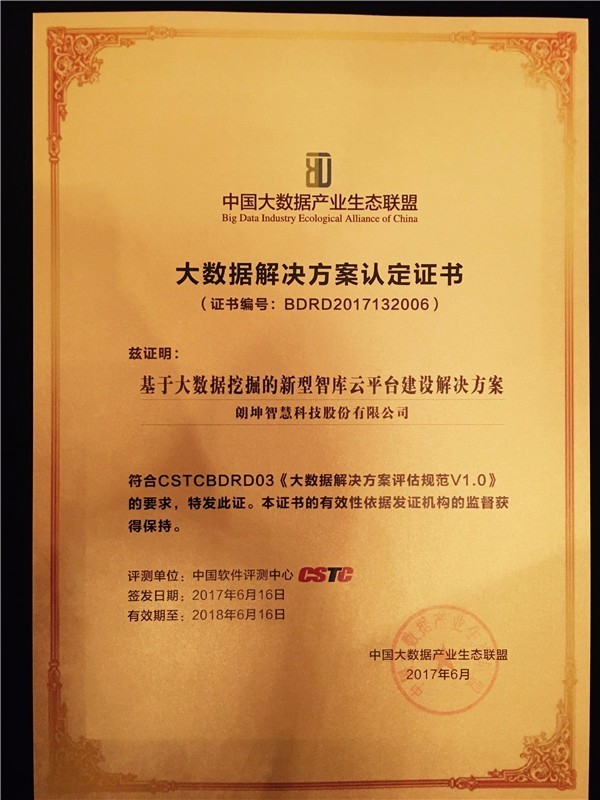 中国大数据产业生态联盟
Big Data Industry Ecological Alliance of China
大数据解决方案认定证书
（证书编号：BDRD2017132006）
兹证明：
基于大数据挖掘的新型智库云平台建设解决方案
朗坤智慧科技股份有限公司
符合CSTCBDRD03《大数据解决方案评估规范V1.0》
的要求，特发此证。本证书的有效性依据发证机构的监督获
得保持。
评测单位：中国软件评测中心 CSTC
签发日期：2017年6月16日
有效期至：2018年6月16日
中国大数据产业生态联盟
2017年6月